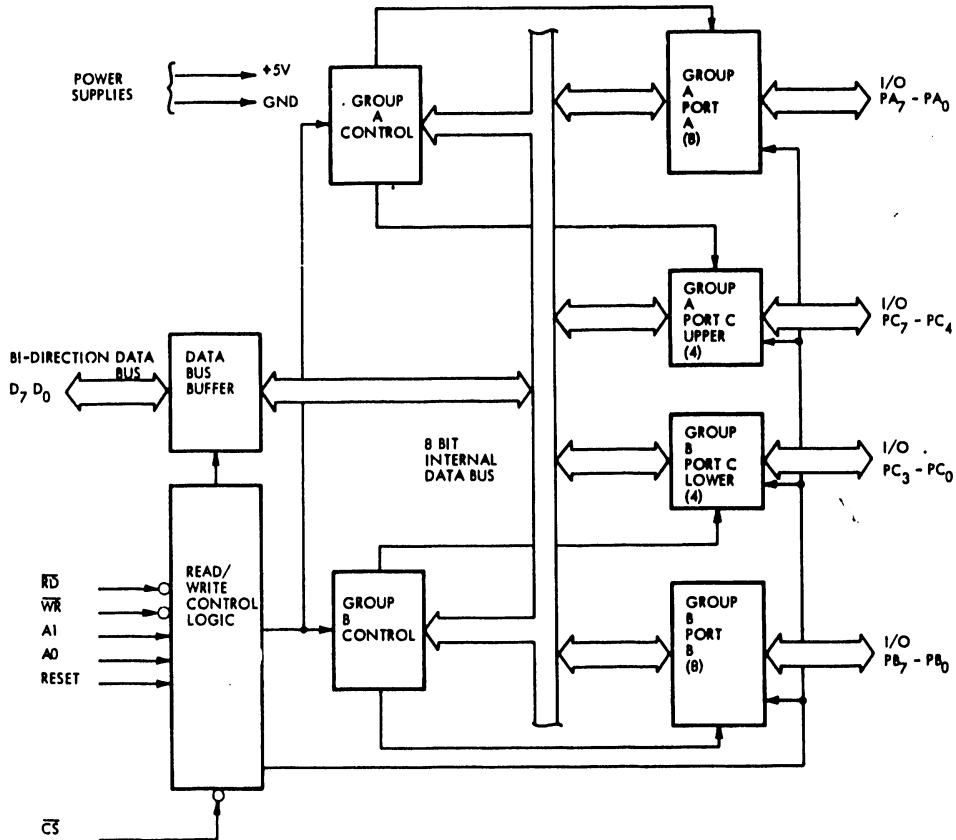 POWER
SUPPLIES
+5V
GND
GROUP
A
CONTROL
GROUP
A
PORT
A
(8)
I/O
PA7 - PA0
GROUP
A
PORT C
UPPER
(4)
I/O
PC7 - PC4
BI-DIRECTION DATA
BUS
D7 D0
DATA
BUS
BUFFER
8 BIT
INTERNAL
DATA BUS
GROUP
B
PORT C
LOWER
(4)
I/O
PC3 - PC0
RD
WR
A1
A0
RESET
READ/
WRITE
CONTROL
LOGIC
GROUP
B
CONTROL
GROUP
B
PORT
B
(8)
I/O
PB7 - PB0
CS